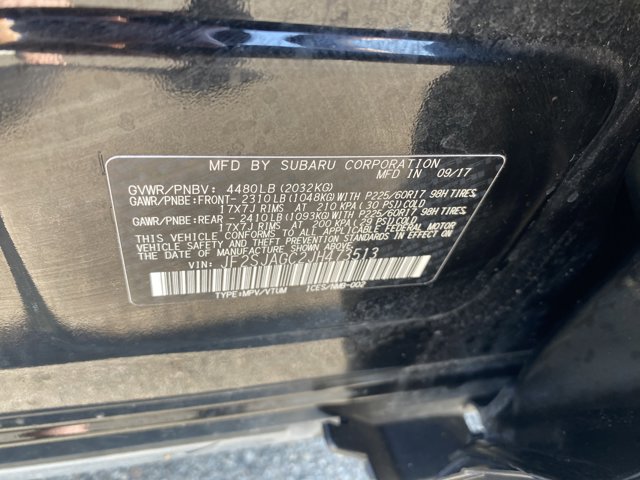 MFD BY SUBARU CORPORATION
MFD IN 09/17
GVWR/PNBV: 4480LB (2032KG)
GAWR/PNBE:FRONT- 2310LB (1048KG)WITH P225/60R17 98H TIRES,
17X7J RIMS AT 210 KPA( 30 PSI)COLD
GAWR/PNBE:REAR -2410LB (1093KG)WITH P225/60R17 98H TIRES,
17X7J RIMS AT 200 KPA( 29 PSI)COLD
THIS VEHICLE CONFORMS TO ALL APPLICABLE FEDERAL MOTOR
VEHICLE SAFETY AND THEFT PREVENTION STANDARDS IN EFFECT ON
THE DATE OF MANUFACTURE SHOWN ABOVE.
VIN: JF2SJAGC2JH473513
TYPE:MPV/VTUM ICES/NMB-002